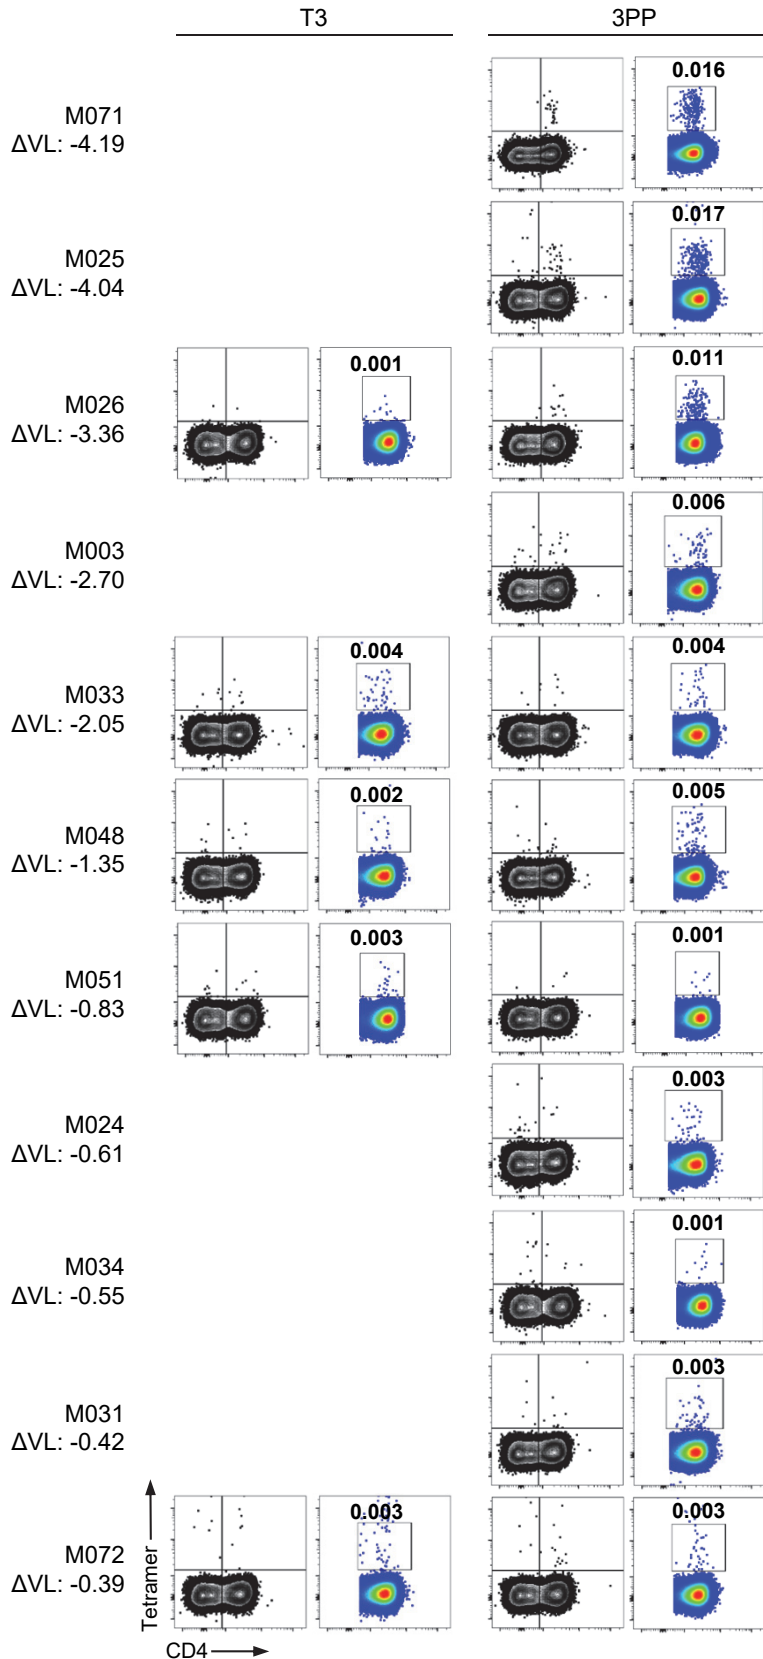 T3 3PP
0.016
M071
ΔVL: -4.19
0.017
M025
ΔVL: -4.04
0.001 0.011
M026
ΔVL: -3.36
0.006
M003
ΔVL: -2.70
0.004 0.004
M033
ΔVL: -2.05
0.002 0.005
M048
ΔVL: -1.35
0.003 0.001
M051
ΔVL: -0.83
0.003
M024
ΔVL: -0.61
0.001
M034
ΔVL: -0.55
0.003
M031
ΔVL: -0.42
0.003 0.003
M072
ΔVL: -0.39
Tetramer
CD4